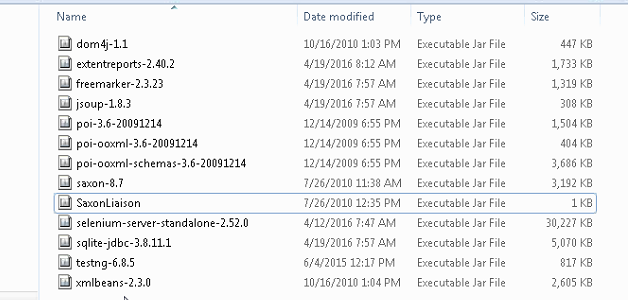 Name Date modified Type Size
dom4j-1.1 10/16/2010 1:03 PM Executable Jar File 447 KB
extentreports-2.40.2 4/19/2016 8:12 AM Executable Jar File 1,733 KB
freemarker-2.3.23 4/19/2016 7:57 AM Executable Jar File 1,319 KB
jsoup-1.8.3 4/19/2016 7:57 AM Executable Jar File 308 KB
poi-3.6-20091214 12/14/2009 6:55 PM Executable Jar File 1,504 KB
poi-ooxml-3.6-20091214 12/14/2009 6:55 PM Executable Jar File 404 KB
poi-ooxml-schemas-3.6-20091214 12/14/2009 6:55 PM Executable Jar File 3,686 KB
saxon-8.7 7/26/2010 11:38 AM Executable Jar File 3,192 KB
SaxonLiaison 7/26/2010 12:35 PM Executable Jar File 1 KB
selenium-server-standalone-2.52.0 4/12/2016 7:47 AM Executable Jar File 30,227 KB
sqlite-jdbc-3.8.11.1 4/19/2016 7:57 AM Executable Jar File 5,070 KB
testng-6.8.5 6/4/2015 12:17 PM Executable Jar File 817 KB
xmlbeans-2.3.0 10/16/2010 1:04 PM Executable Jar File 2,605 KB